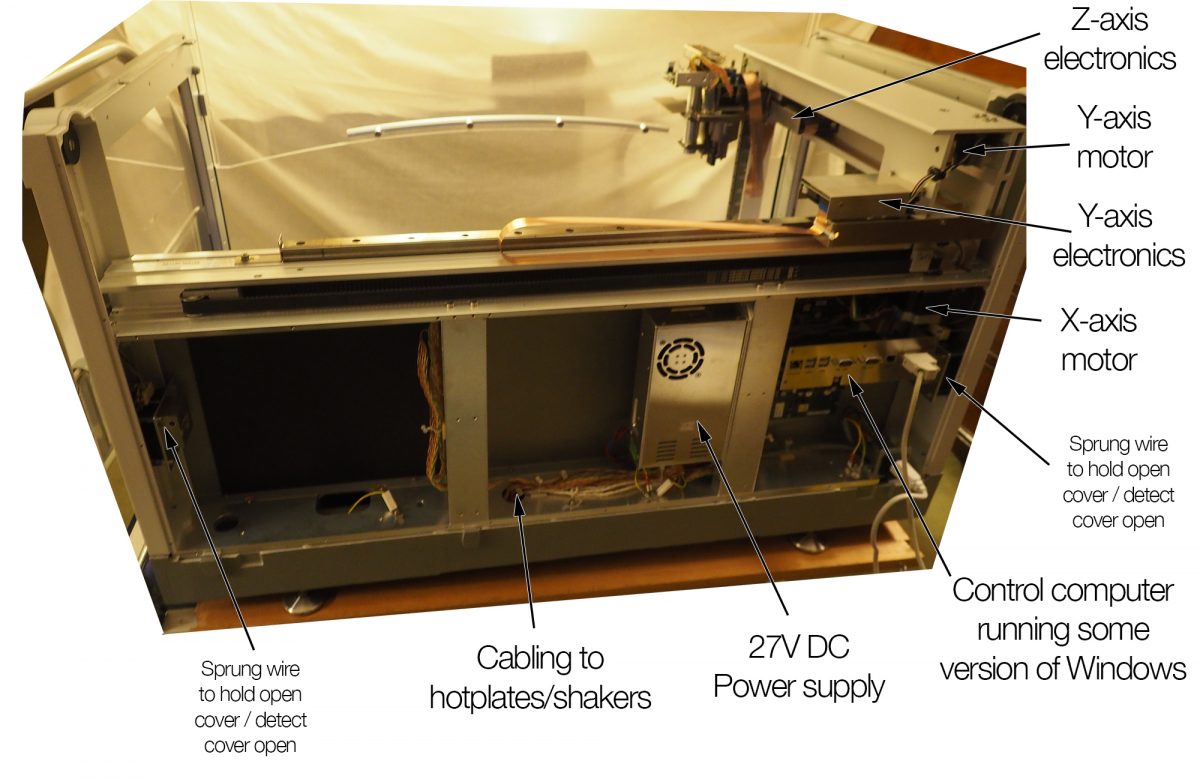 Z-axis
electronics
Y-axis
motor
Y-axis
electronics
X-axis
motor
Sprung wire
to hold open
cover / detect
cover open
Control computer
running some
version of Windows
27V DC
Power supply
Cabling to
hotplates/shakers
Sprung wire
to hold open
cover / detect
cover open